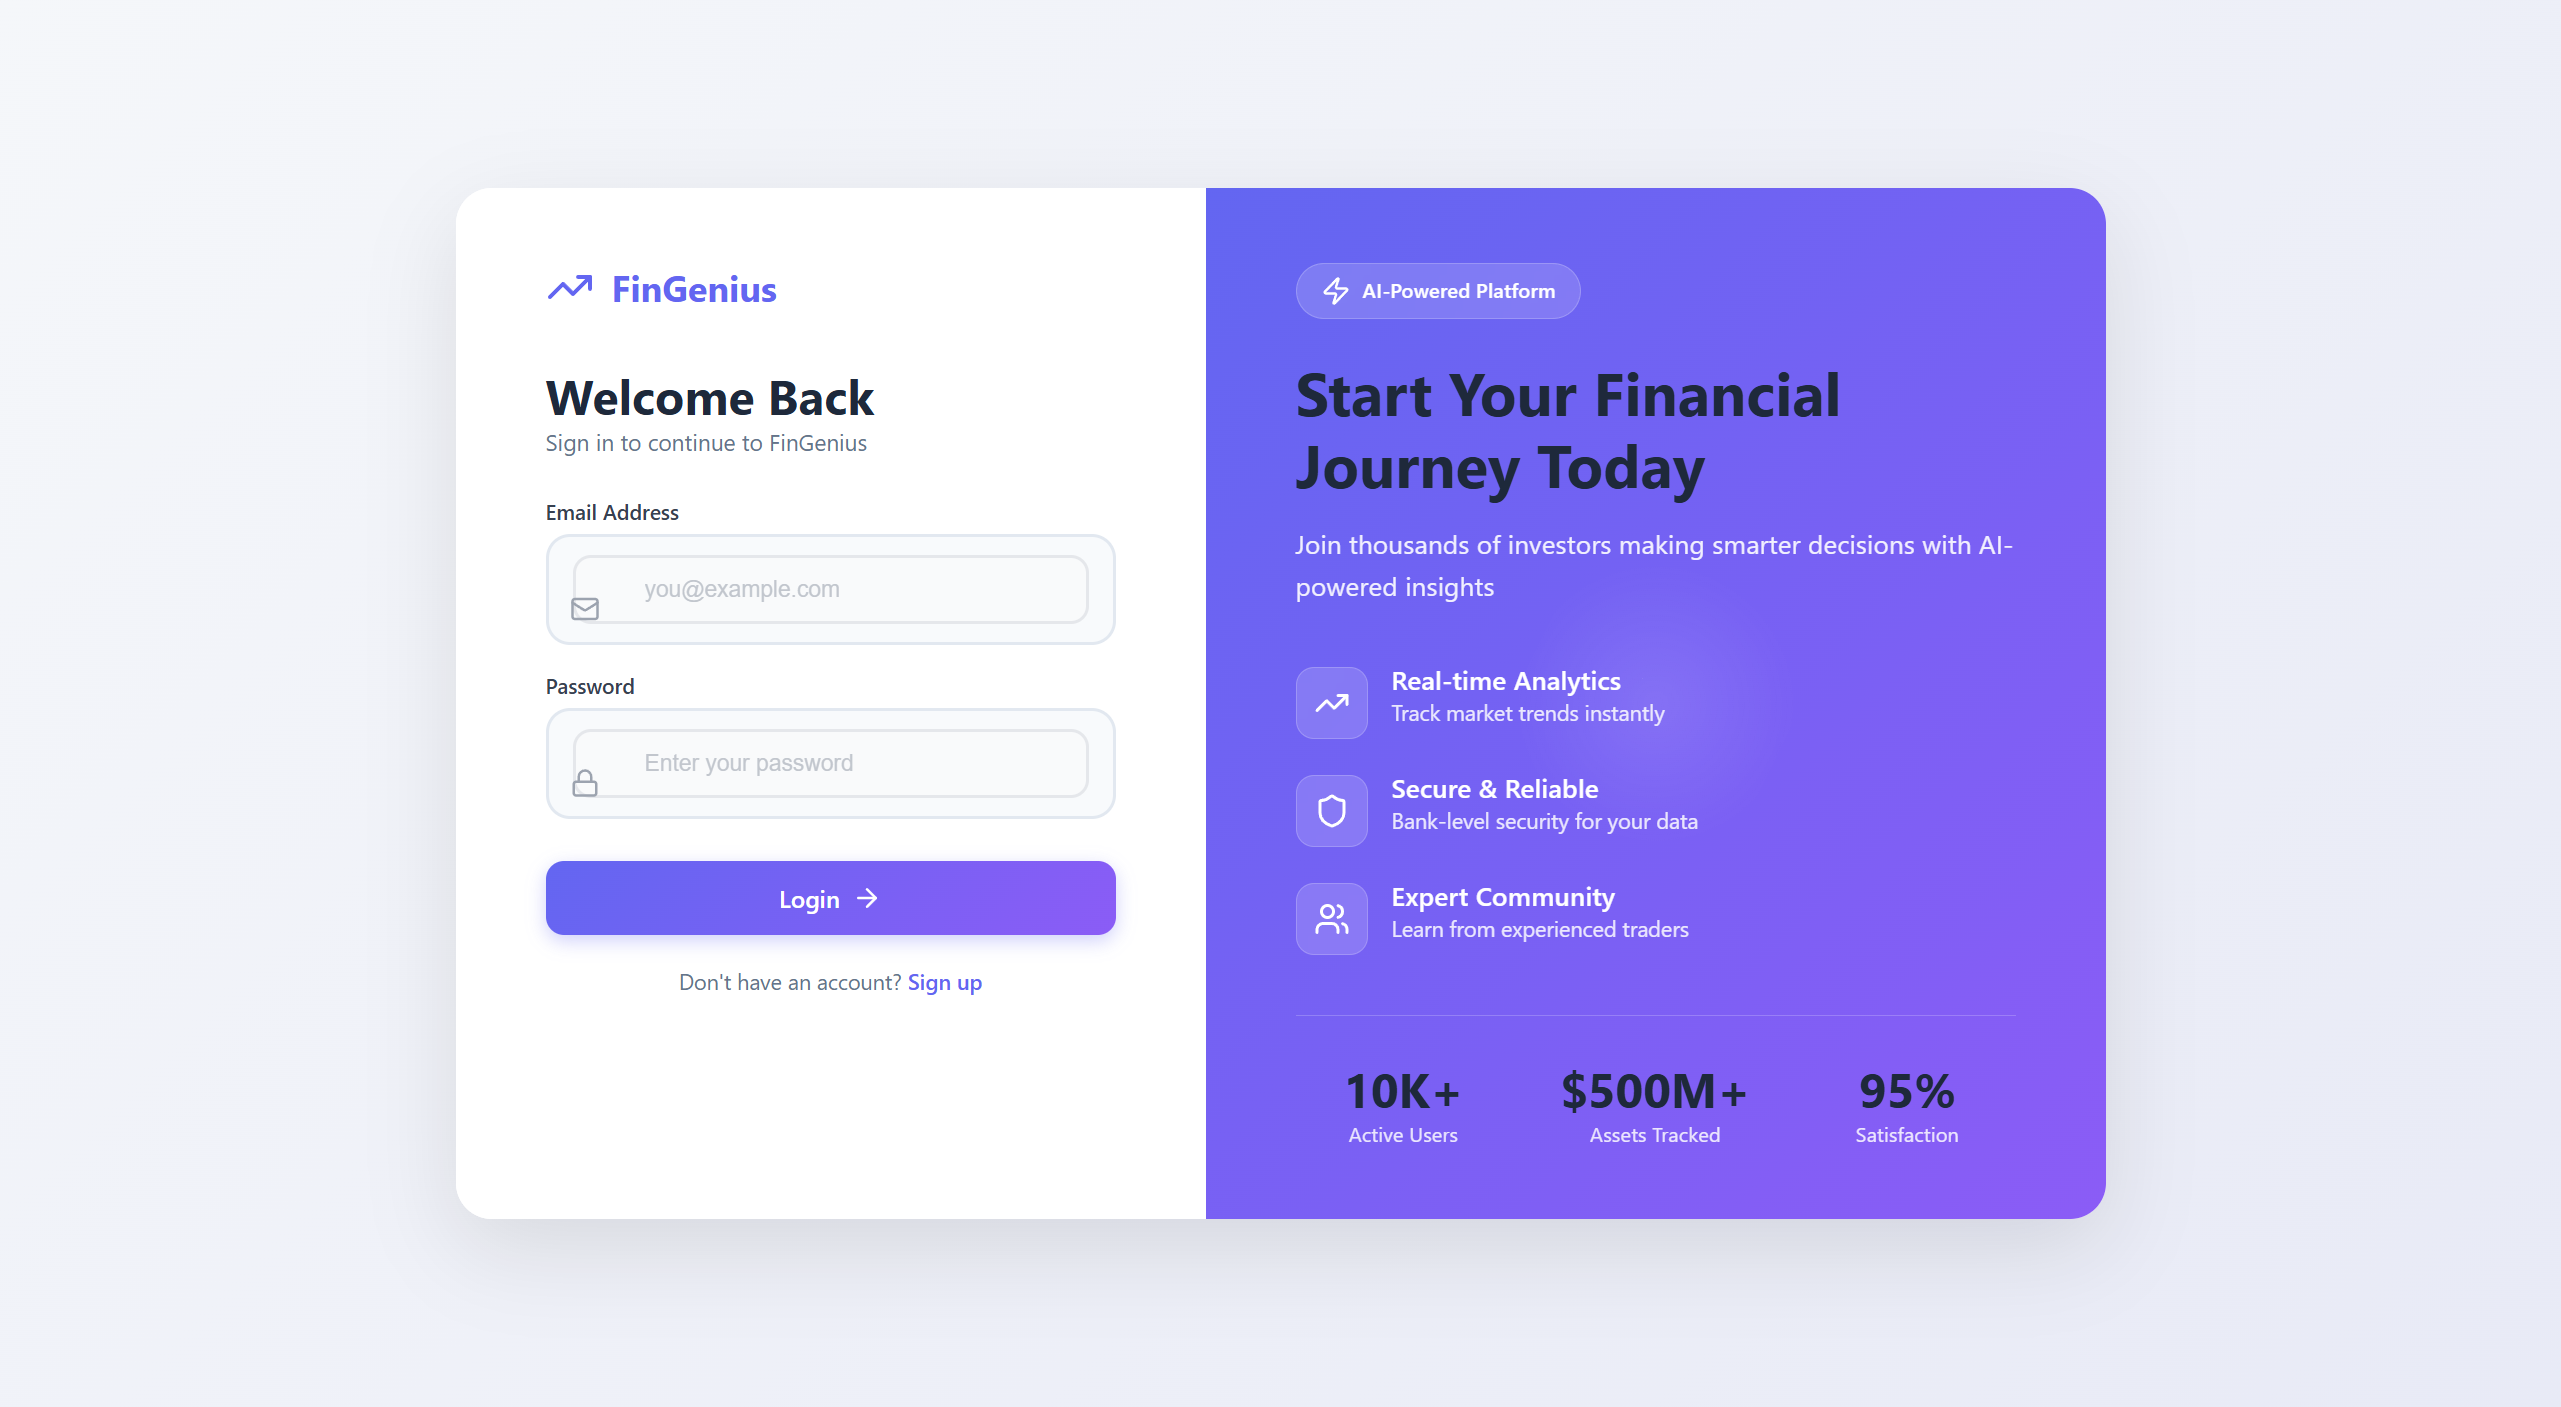 FinGenius
Welcome Back
Sign in to continue to FinGenius
Email Address
you@example.com
Password
Enter your password
Login
Don't have an account? Sign up
AI-Powered Platform
Start Your Financial
Journey Today
Join thousands of investors making smarter decisions with AI-
powered insights
Real-time Analytics
Track market trends instantly
Secure & Reliable
Bank-level security for your data
Expert Community
Learn from experienced traders
10K+
Active Users
$500M+
Assets Tracked
95%
Satisfaction